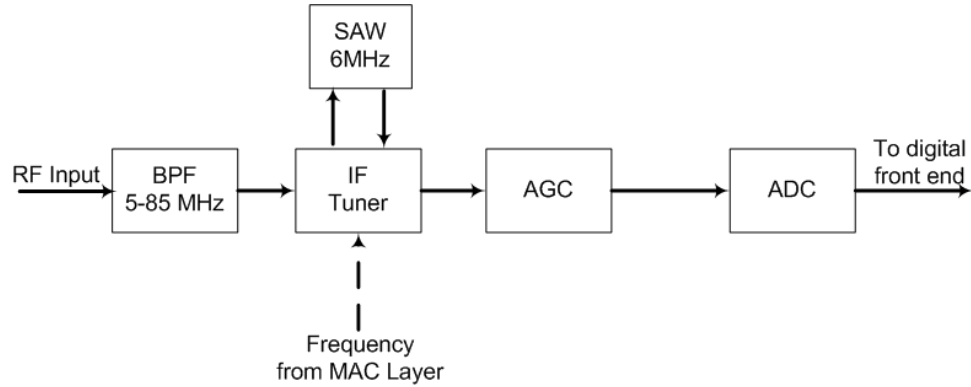 SAW
6MHz
RF Input
BPF
5-85 MHz
IF
Tuner
AGC
ADC
To digital
front end
Frequency
from MAC Layer